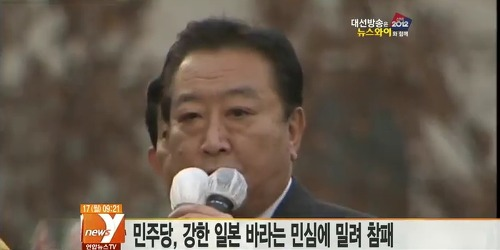 대선방송은
뉴스와이와 함께
2012
17(월) 09:21
news Y
연합뉴스TV
민주당, 강한 일본 바라는 민심에 밀려 참패